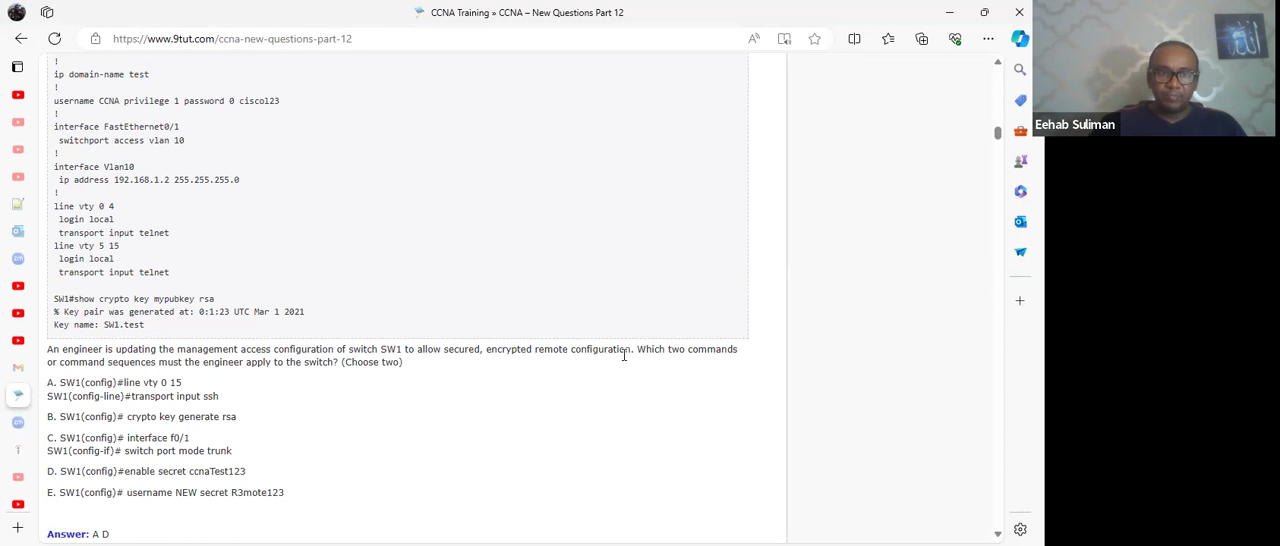 CCNA Training » CCNA – New Questions Part 12
https://www.9tut.com/ccna-new-questions-part-12
!
ip domain-name test
!
username CCNA privilege 1 password 0 cisco123
!
interface FastEthernet0/1
switchport access vlan 10
!
interface Vlan10
ip address 192.168.1.2 255.255.255.0
!
line vty 0 4
login local
transport input telnet
line vty 5 15
login local
transport input telnet
SW1#show crypto key mypubkey rsa
% Key pair was generated at: 0:1:23 UTC Mar 1 2021
Key name: SW1.test
An engineer is updating the management access configuration of switch SW1 to allow secured, encrypted remote configuration. Which two commands
or command sequences must the engineer apply to the switch? (Choose two)
A. SW1(config)#line vty 0 15
SW1(config-line)#transport input ssh
B. SW1(config)# crypto key generate rsa
C. SW1(config)# interface f0/1
SW1(config-if)# switch port mode trunk
D. SW1(config)#enable secret ccnaTest123
E. SW1(config)# username NEW secret R3mote123
Answer: A D
Eehab Suliman